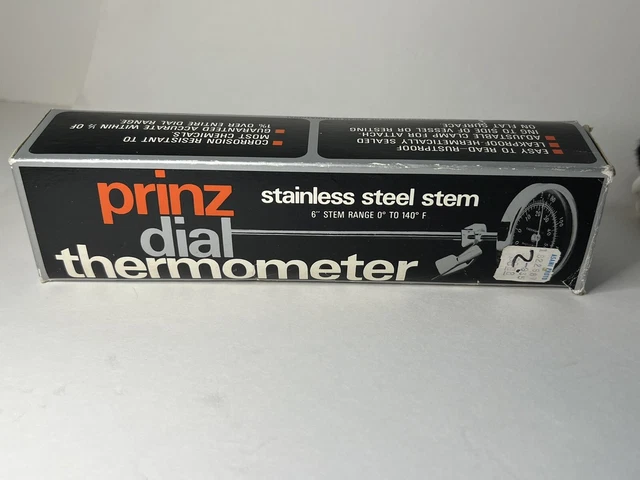 prinz
dial
thermometer
stainless steel stem
6" STEM RANGE 0° TO 140° F
EASY TO READ - RUSTPROOF
LEAKPROOF-HERMETICALLY SEALED
ADJUSTABLE CLAMP FOR ATTACH-
ING TO SIDE OF VESSEL OR RESTING
ON FLAT SURFACE.
CORROSION RESISTANT TO
MOST CHEMICALS.
GUARANTEED ACCURATE WITHIN ½ OF
1% OVER ENTIRE DIAL RANGE